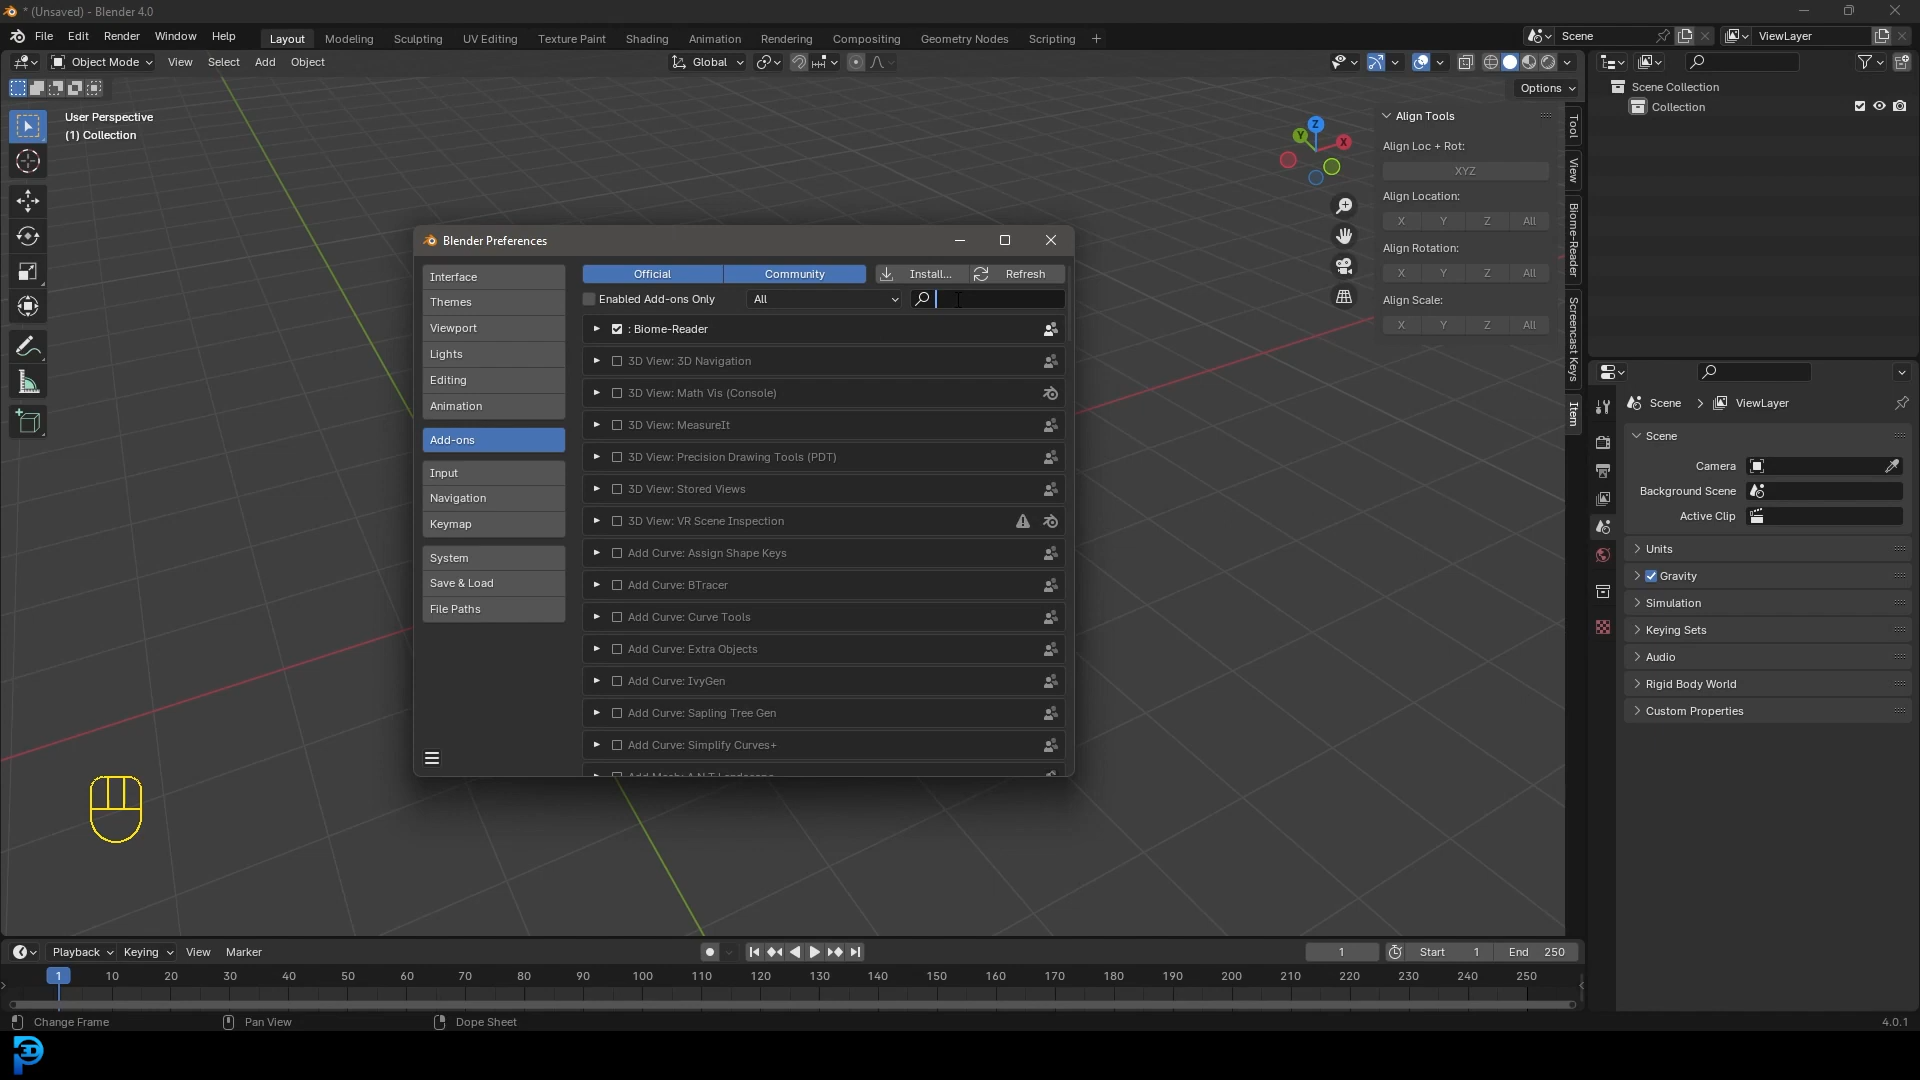 * (Unsaved) - Blender 4.0
File Edit Render Window Help
Layout Modeling Sculpting UV Editing Texture Paint Shading Animation Rendering Compositing Geometry Nodes Scripting +
Scene
ViewLayer
Object Mode View Select Add Object
Global
Options
User Perspective
(1) Collection
Z
Y
X
Align Tools
Align Loc + Rot:
XYZ
Align Location:
X Y Z All
Align Rotation:
X Y Z All
Align Scale:
X Y Z All
Tool
View
Biome-Reader
Screencast Keys
Item
Scene Collection
Collection
Blender Preferences
Interface
Themes
Viewport
Lights
Editing
Animation
Add-ons
Input
Navigation
Keymap
System
Save & Load
File Paths
Official Community Install... Refresh
Enabled Add-ons Only All
: Biome-Reader
3D View: 3D Navigation
3D View: Math Vis (Console)
3D View: MeasureIt
3D View: Precision Drawing Tools (PDT)
3D View: Stored Views
3D View: VR Scene Inspection
Add Curve: Assign Shape Keys
Add Curve: BTracer
Add Curve: Curve Tools
Add Curve: Extra Objects
Add Curve: IvyGen
Add Curve: Sapling Tree Gen
Add Curve: Simplify Curves+
Scene > ViewLayer
Scene
Camera
Background Scene
Active Clip
Units
Gravity
Simulation
Keying Sets
Audio
Rigid Body World
Custom Properties
Playback Keying View Marker
1
Start 1 End 250
1 10 20 30 40 50 60 70 80 90 100 110 120 130 140 150 160 170 180 190 200 210 220 230 240 250
Change Frame Pan View Dope Sheet
4.0.1
3D